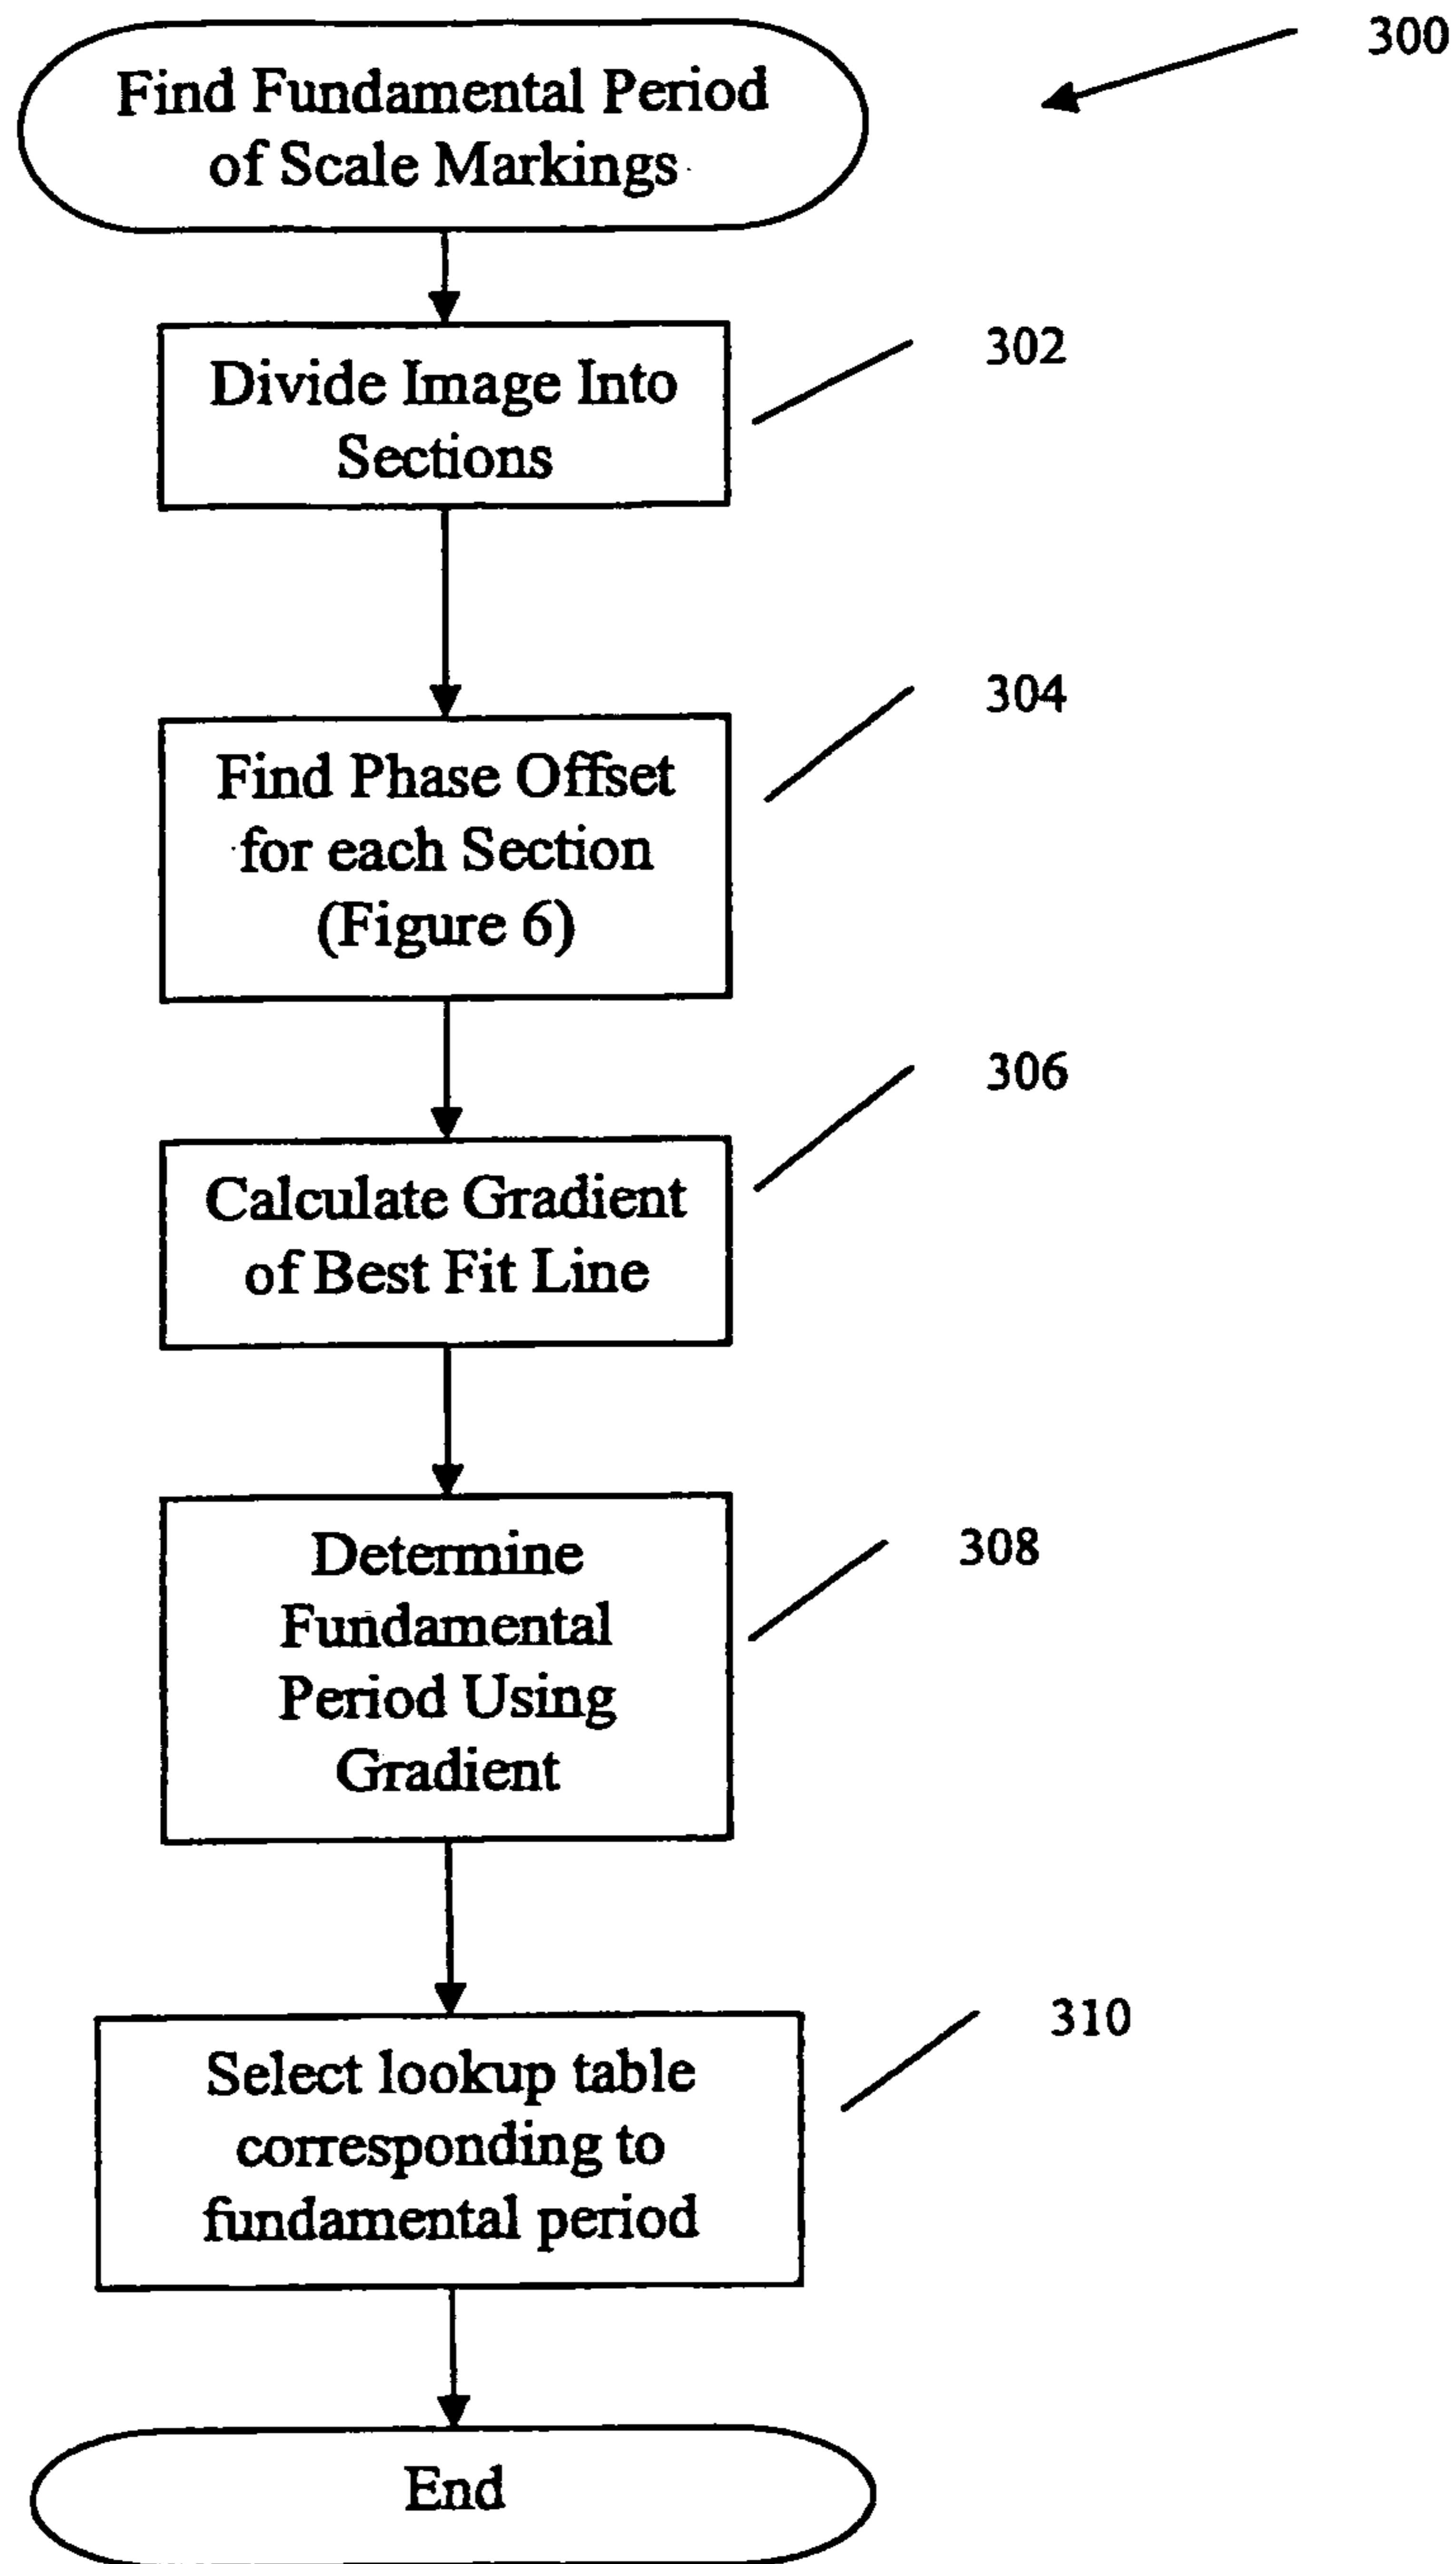 300
Find Fundamental Period
of Scale Markings
302
Divide Image Into
Sections
304
Find Phase Offset
for each Section
(Figure 6)
306
Calculate Gradient
of Best Fit Line
308
Determine
Fundamental
Period Using
Gradient
310
Select lookup table
corresponding to
fundamental period
End